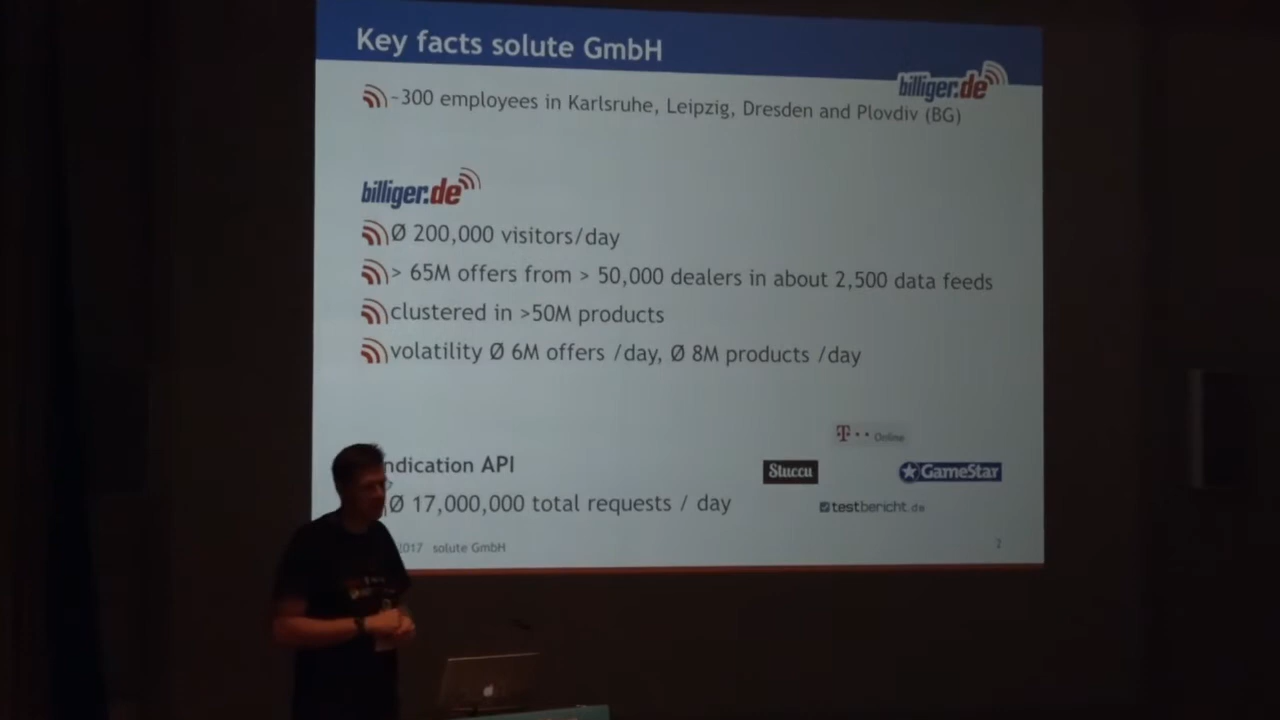 Key facts solute GmbH
billiger.de
~300 employees in Karlsruhe, Leipzig, Dresden and Plovdiv (BG)
billiger.de
Ø 200,000 visitors/day
> 65M offers from > 50,000 dealers in about 2,500 data feeds
clustered in >50M products
volatility Ø 6M offers /day, Ø 8M products /day
T Online
ndication API
Stuccu
GameStar
Ø 17,000,000 total requests / day
testbericht.de
2017 solute GmbH
2